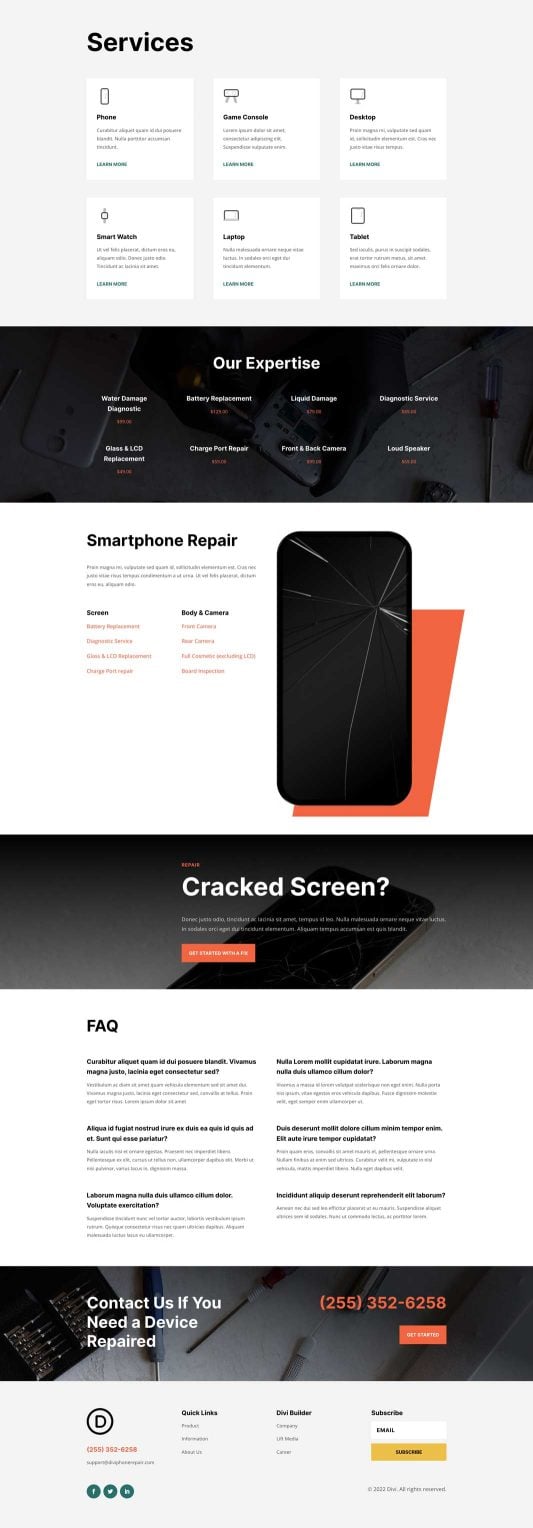 Services
Phone
Curabitur aliquet quam id dui posuere
blandit. Nulla porttitor accumsan
tincidunt.
LEARN MORE
Game Console
Lorem ipsum dolor sit amet,
consectetur adipiscing elit.
Suspendisse vulputate enim.
LEARN MORE
Desktop
Proin magna mi, vulputate sed quam
id, sollicitudin elementum est. Cras nec
justo vitae risus tempus.
LEARN MORE
Smart Watch
Ut vel felis placerat, dictum eros eu,
aliquam odio. Donec justo odio.
Tincidunt ac lacinia sit amet.
LEARN MORE
Laptop
Nulla malesuada ornare neque vitae
luctus. In sodales orci eget dui
tincidunt elementum.
LEARN MORE
Tablet
Sed iaculis, purus in suscipit sodales,
erat tortor rutrum metus, sit amet
maximus orci felis ornare dolor.
LEARN MORE
Our Expertise
Water Damage
Diagnostic
$99.00
Battery Replacement
$129.00
Liquid Damage
$79.00
Diagnostic Service
Glass & LCD
Replacement
$49.00
Charge Port Repair
Front & Back Camera
$99.00
Loud Speaker
Smartphone Repair
Proin magna mi, vulputate sed quam id, sollicitudin elementum est. Cras nec
justo vitae risus tempus condimentum a ut urna. Ut vel felis placerat, dictum
eros eu, aliquam odio.
Screen
Battery Replacement
Diagnostic Service
Glass & LCD Replacement
Charge Port repair
Body & Camera
Front Camera
Rear Camera
Full Cosmetic (excluding LCD)
Board Inspection
REPAIR
Cracked Screen?
Donec justo odio, tincidunt ac lacinia sit amet, tempus id leo. Nulla malesuada ornare neque vitae luctus.
In sodales orci eget dui tincidunt elementum. Aliquam tempus accumsan est quis blandit.
GET STARTED WITH A FIX
FAQ
Curabitur aliquet quam id dui posuere blandit. Vivamus
magna justo, lacinia eget consectetur sed?
Vestibulum ac diam sit amet quam vehicula elementum sed sit amet dui.
Vivamus magna justo, lacinia eget consectetur sed, convallis at tellus. Proin
eget tortor risus. Lorem ipsum dolor sit amet
Nulla Lorem mollit cupidatat irure. Laborum magna
nulla duis ullamco cillum dolor?
Vivamus a massa id lorem volutpat scelerisque non eget enim. Nulla porta
nisi ipsum, vitae egestas eros vehicula dapibus. Fusce dignissim molestie
velit, eget semper enim ullamcorper ut.
Aliqua id fugiat nostrud irure ex duis ea quis id quis ad
et. Sunt qui esse pariatur?
Nulla iaculis nisl et ornare egestas. Praesent nec imperdiet libero.
Pellentesque ex elit, cursus ut tellus non, ullamcorper dapibus elit. Morbi ut
nisi pulvinar, varius lacus in, dignissim massa.
Duis deserunt mollit dolore cillum minim tempor enim.
Elit aute irure tempor cupidatat?
Proin quam eros, convallis sit amet mauris et, pellentesque ornare urna.
Nullam finibus at enim sed ultrices. Curabitur velit mi, vulputate in nisl
vehicula, mattis imperdiet libero. Nulla eget dapibus velit.
Laborum magna nulla duis ullamco cillum dolor.
Voluptate exercitation?
Suspendisse tincidunt nunc vel tortor auctor, lobortis vestibulum ipsum
rutrum. Quisque consectetur risus nec quam ultricies dapibus. Aliquam
malesuada luctus lacus eu ullamcorper.
Incididunt aliquip deserunt reprehenderit elit laborum?
Aenean nec dui sed leo efficitur placerat ut eu mauris. Suspendisse aliquet
ultrices sem id sodales. Nunc ut commodo lectus, ac porttitor lorem.
Contact Us If You
Need a Device
Repaired
(255) 352-6258
GET STARTED
D
(255) 352-6258
support@diviphonerepair.com
Quick Links
Product
Information
About Us
Divi Builder
Company
Lift Media
Career
Subscribe
EMAIL
SUBSCRIBE
© 2022 Divi. All rights reserved.